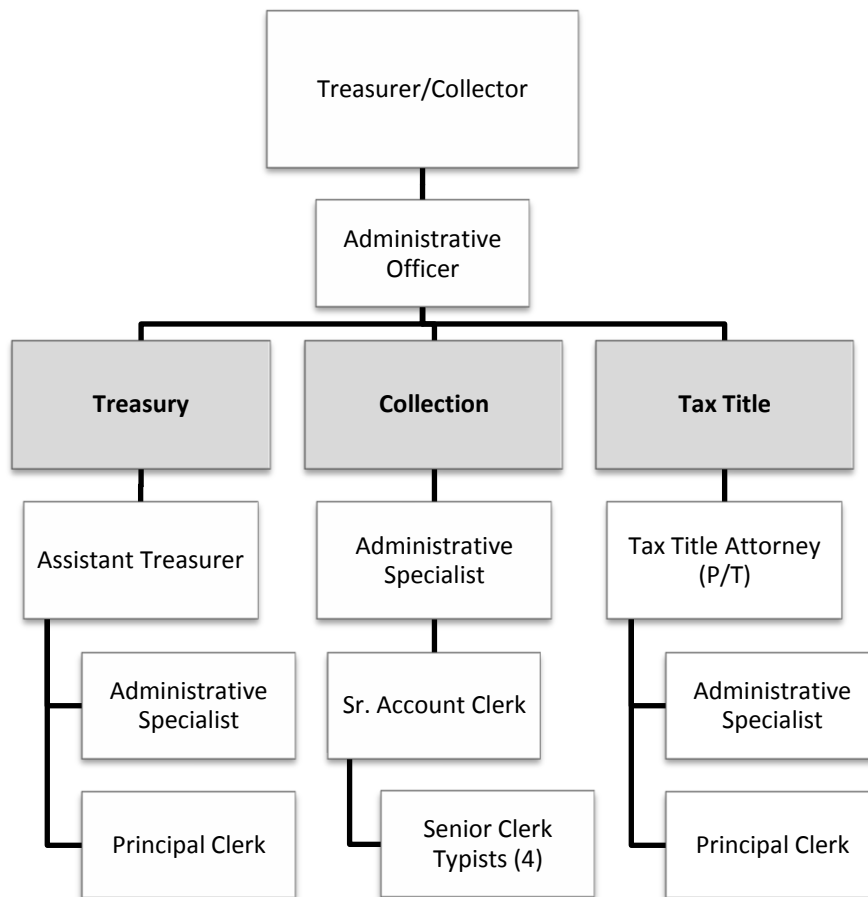 Treasurer/Collector
Administrative
Officer
Treasury
Collection
Tax Title
Assistant Treasurer
Administrative
Specialist
Tax Title Attorney
(P/T)
Administrative
Specialist
Sr. Account Clerk
Administrative
Specialist
Principal Clerk
Senior Clerk
Typists (4)
Principal Clerk